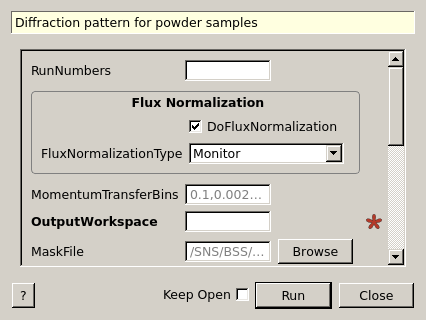 Diffraction pattern for powder samples
RunNumbers
Flux Normalization
DoFluxNormalization
FluxNormalizationType Monitor
MomentumTransferBins 0.1,0.002...
OutputWorkspace *
MaskFile /SNS/BSS/... Browse
? Keep Open Run Close